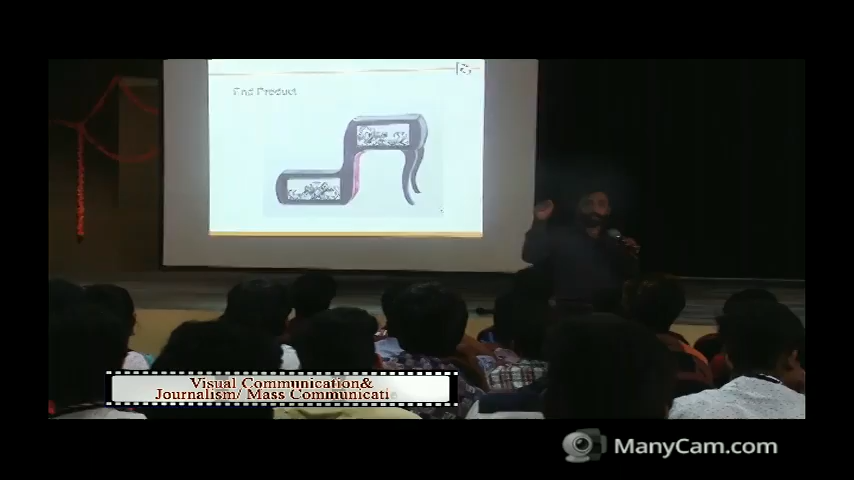 End Product
Visual Communication&
Journalism/ Mass Communicati
ManyCam.com